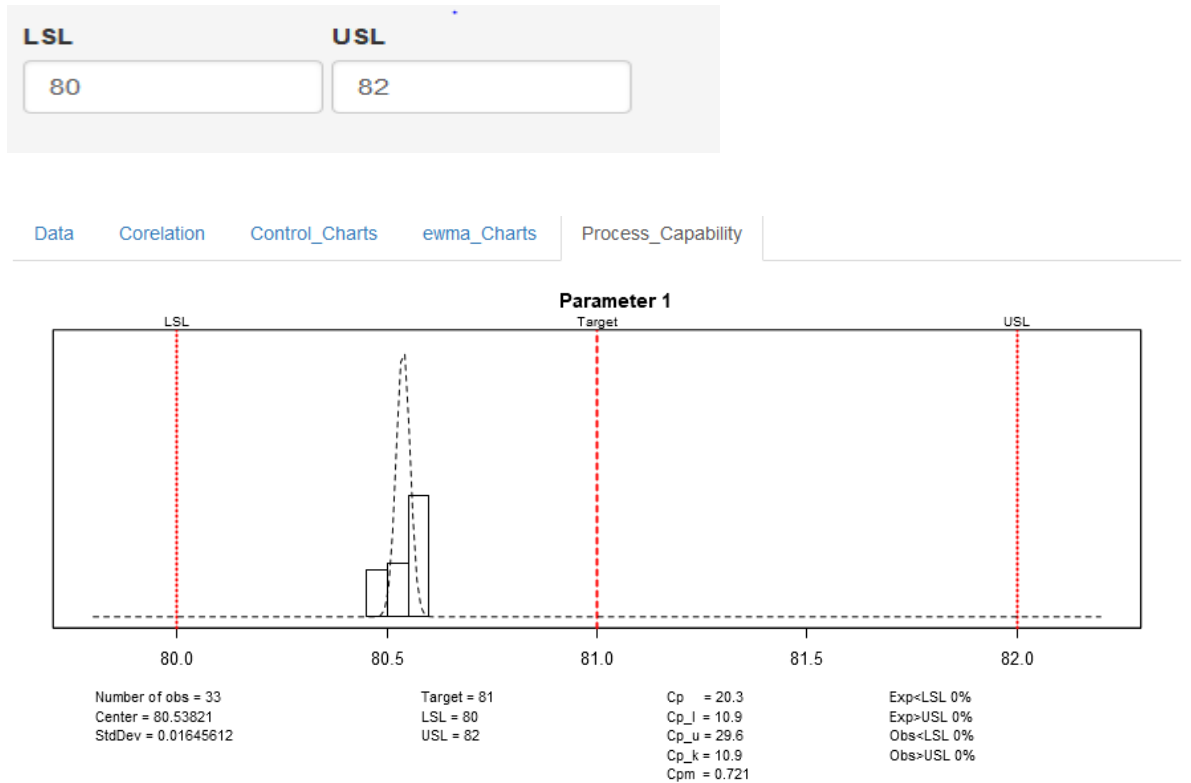 LSL USL
80 82
Data Corelation Control_Charts ewma_Charts Process_Capability
Parameter 1
LSL Target USL
80.0 80.5 81.0 81.5 82.0
Number of obs = 33 Target = 81 Cp = 20.3 Exp<LSL 0%
Center = 80.53821 LSL = 80 Cp_l = 10.9 Exp>USL 0%
StdDev = 0.01645612 USL = 82 Cp_u = 29.6 Obs<LSL 0%
Cp_k = 10.9 Obs>USL 0%
Cpm = 0.721